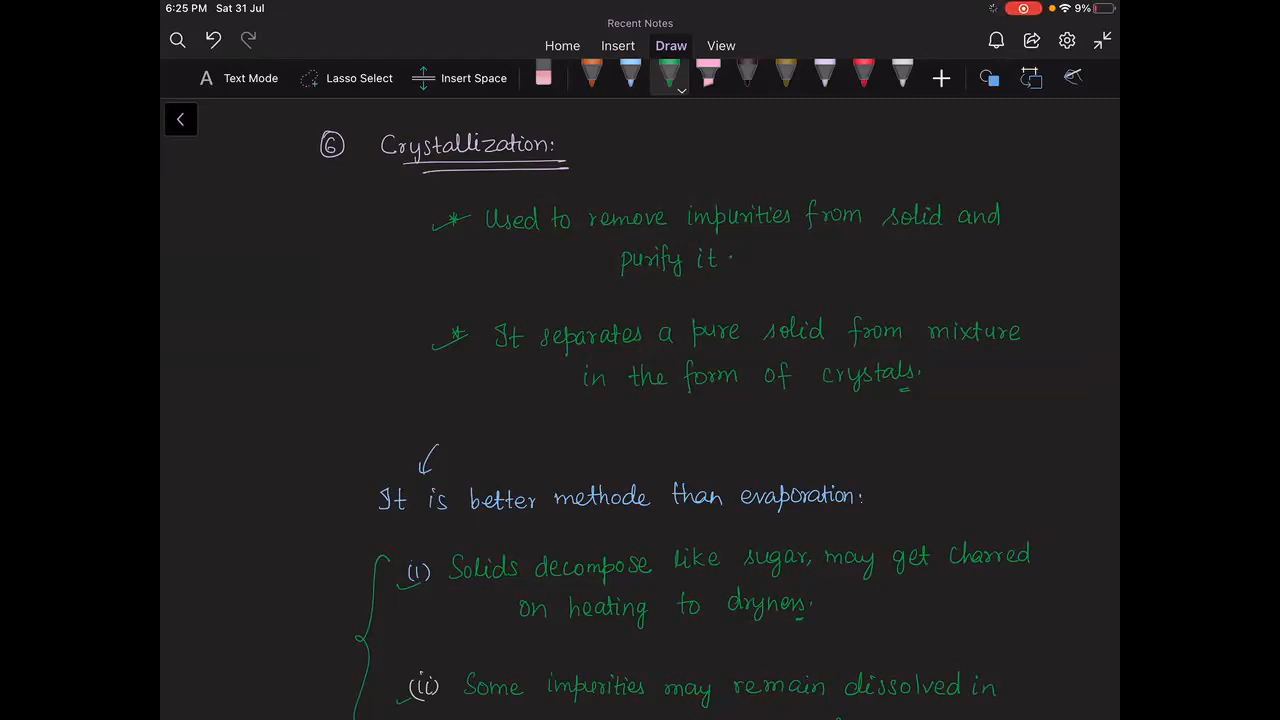 6:25 PM Sat 31 Jul
9%
Recent Notes
Home Insert Draw View
A Text Mode Lasso Select Insert Space
6 Crystallization:
* Used to remove impurities from solid and
purify it.
* It separates a pure solid from mixture
in the form of crystals.
It is better methode than evaporation:
(i) Solids decompose like sugar, may get charred
on heating to dryness.
(ii) Some impurities may remain dissolved in